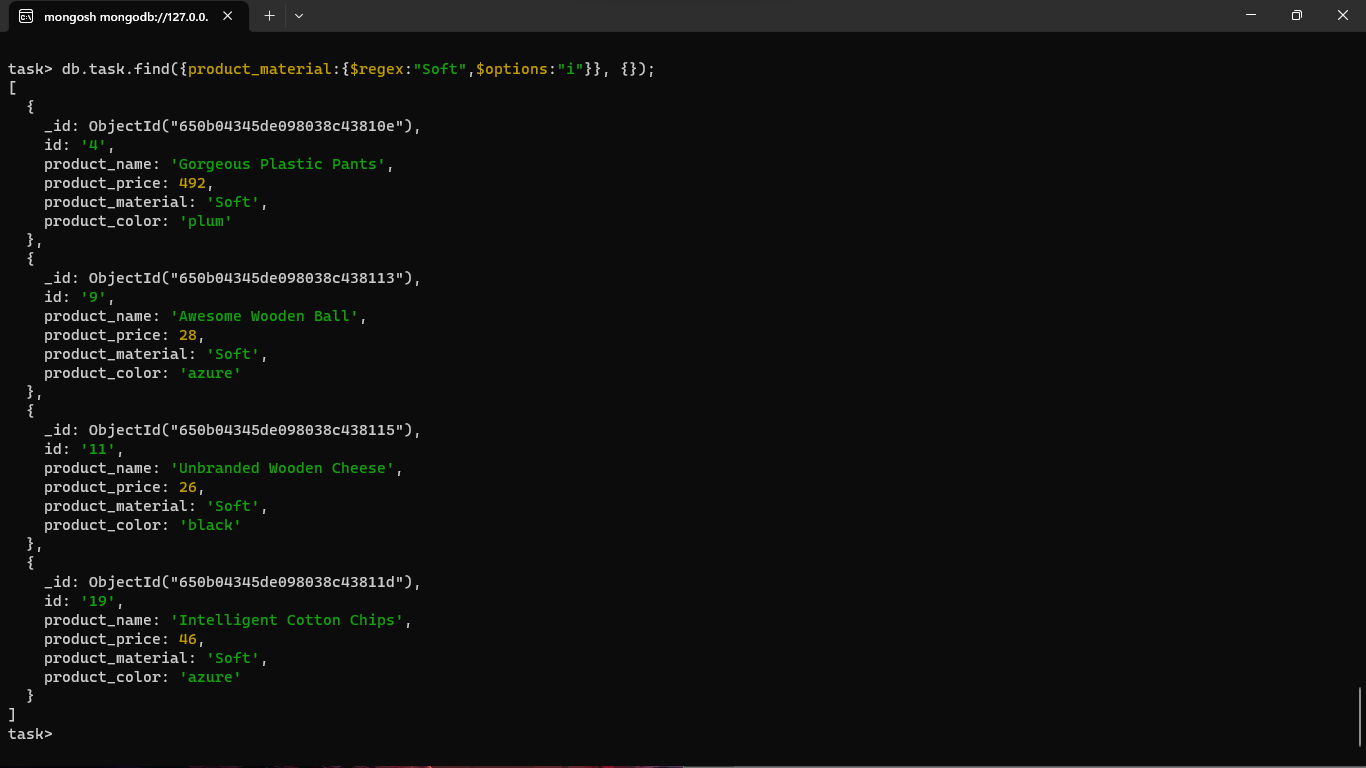 mongosh mongodb://127.0.0.
task> db.task.find({product_material:{$regex:"Soft",$options:"i"}}, {});
[
  {
    _id: ObjectId("650b04345de098038c43810e"),
    id: '4',
    product_name: 'Gorgeous Plastic Pants',
    product_price: 492,
    product_material: 'Soft',
    product_color: 'plum'
  },
  {
    _id: ObjectId("650b04345de098038c438113"),
    id: '9',
    product_name: 'Awesome Wooden Ball',
    product_price: 28,
    product_material: 'Soft',
    product_color: 'azure'
  },
  {
    _id: ObjectId("650b04345de098038c438115"),
    id: '11',
    product_name: 'Unbranded Wooden Cheese',
    product_price: 26,
    product_material: 'Soft',
    product_color: 'black'
  },
  {
    _id: ObjectId("650b04345de098038c43811d"),
    id: '19',
    product_name: 'Intelligent Cotton Chips',
    product_price: 46,
    product_material: 'Soft',
    product_color: 'azure'
  }
]
task>